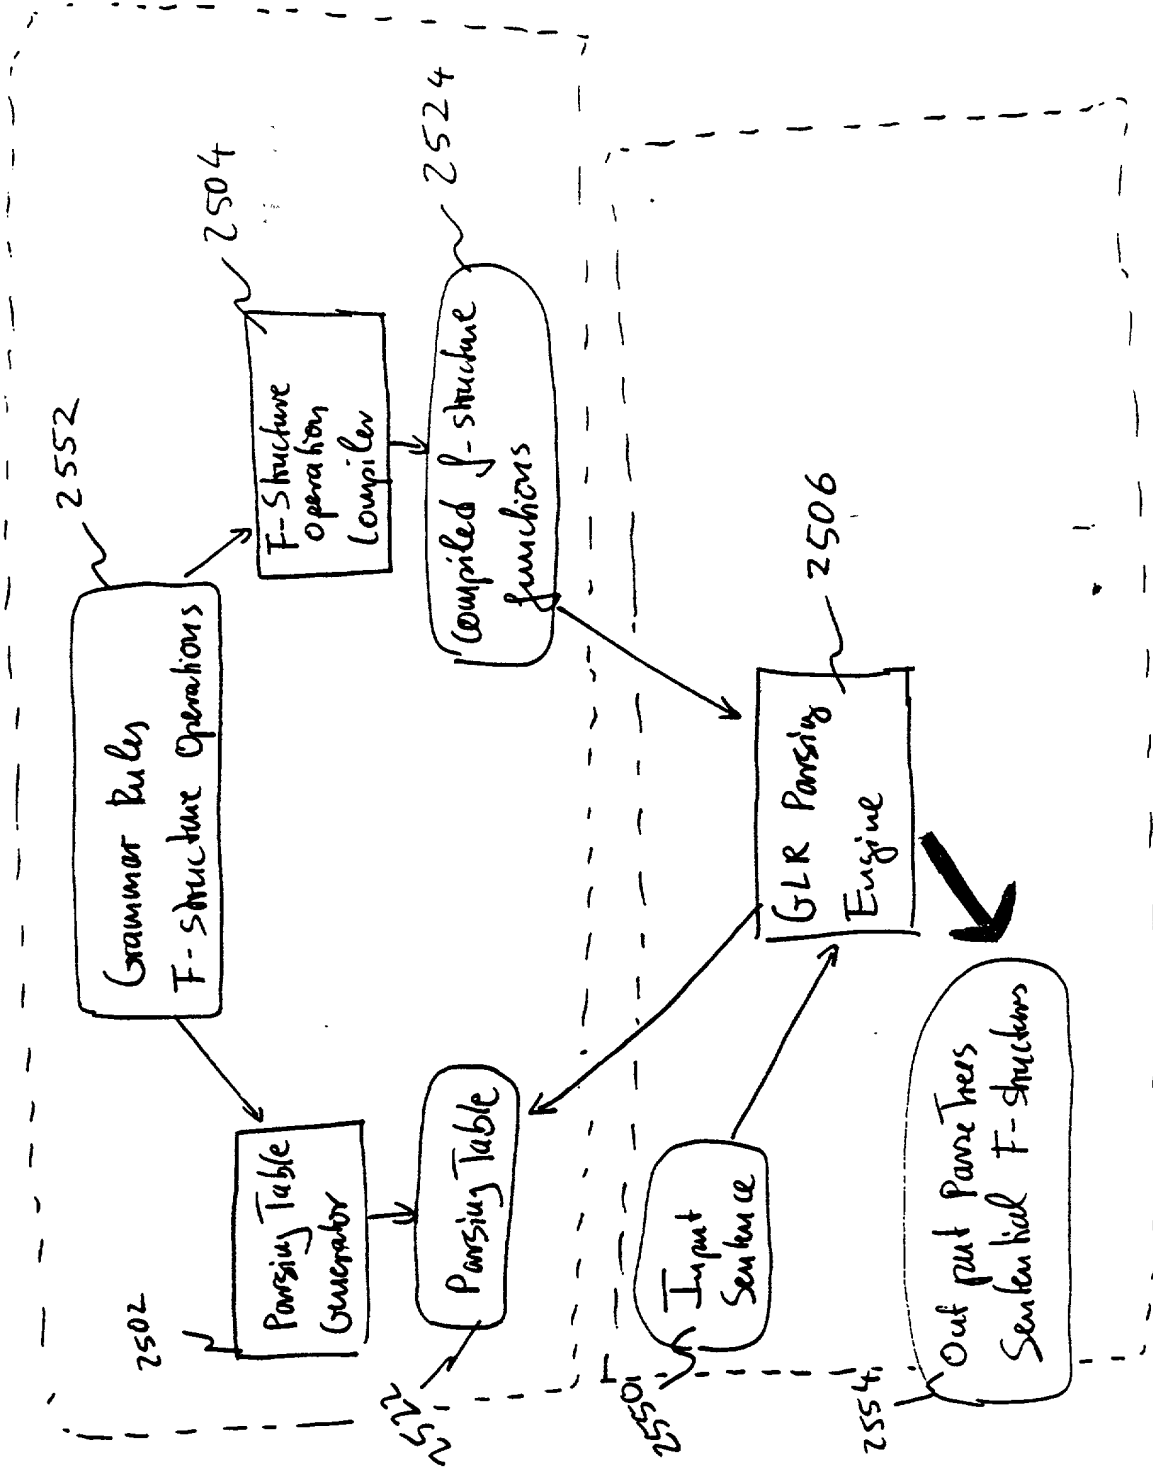 2552
Grammar Rules
F-Structure Operations
2502
Parsing Table
Generator
2504
F-Structure
Operation
Compiler
2522
Parsing Table
2524
Compiled f-structure
functions
2550
Input
Sentence
2506
GLR Parsing
Engine
2554
Out put Parse Trees
Sentential F-structures